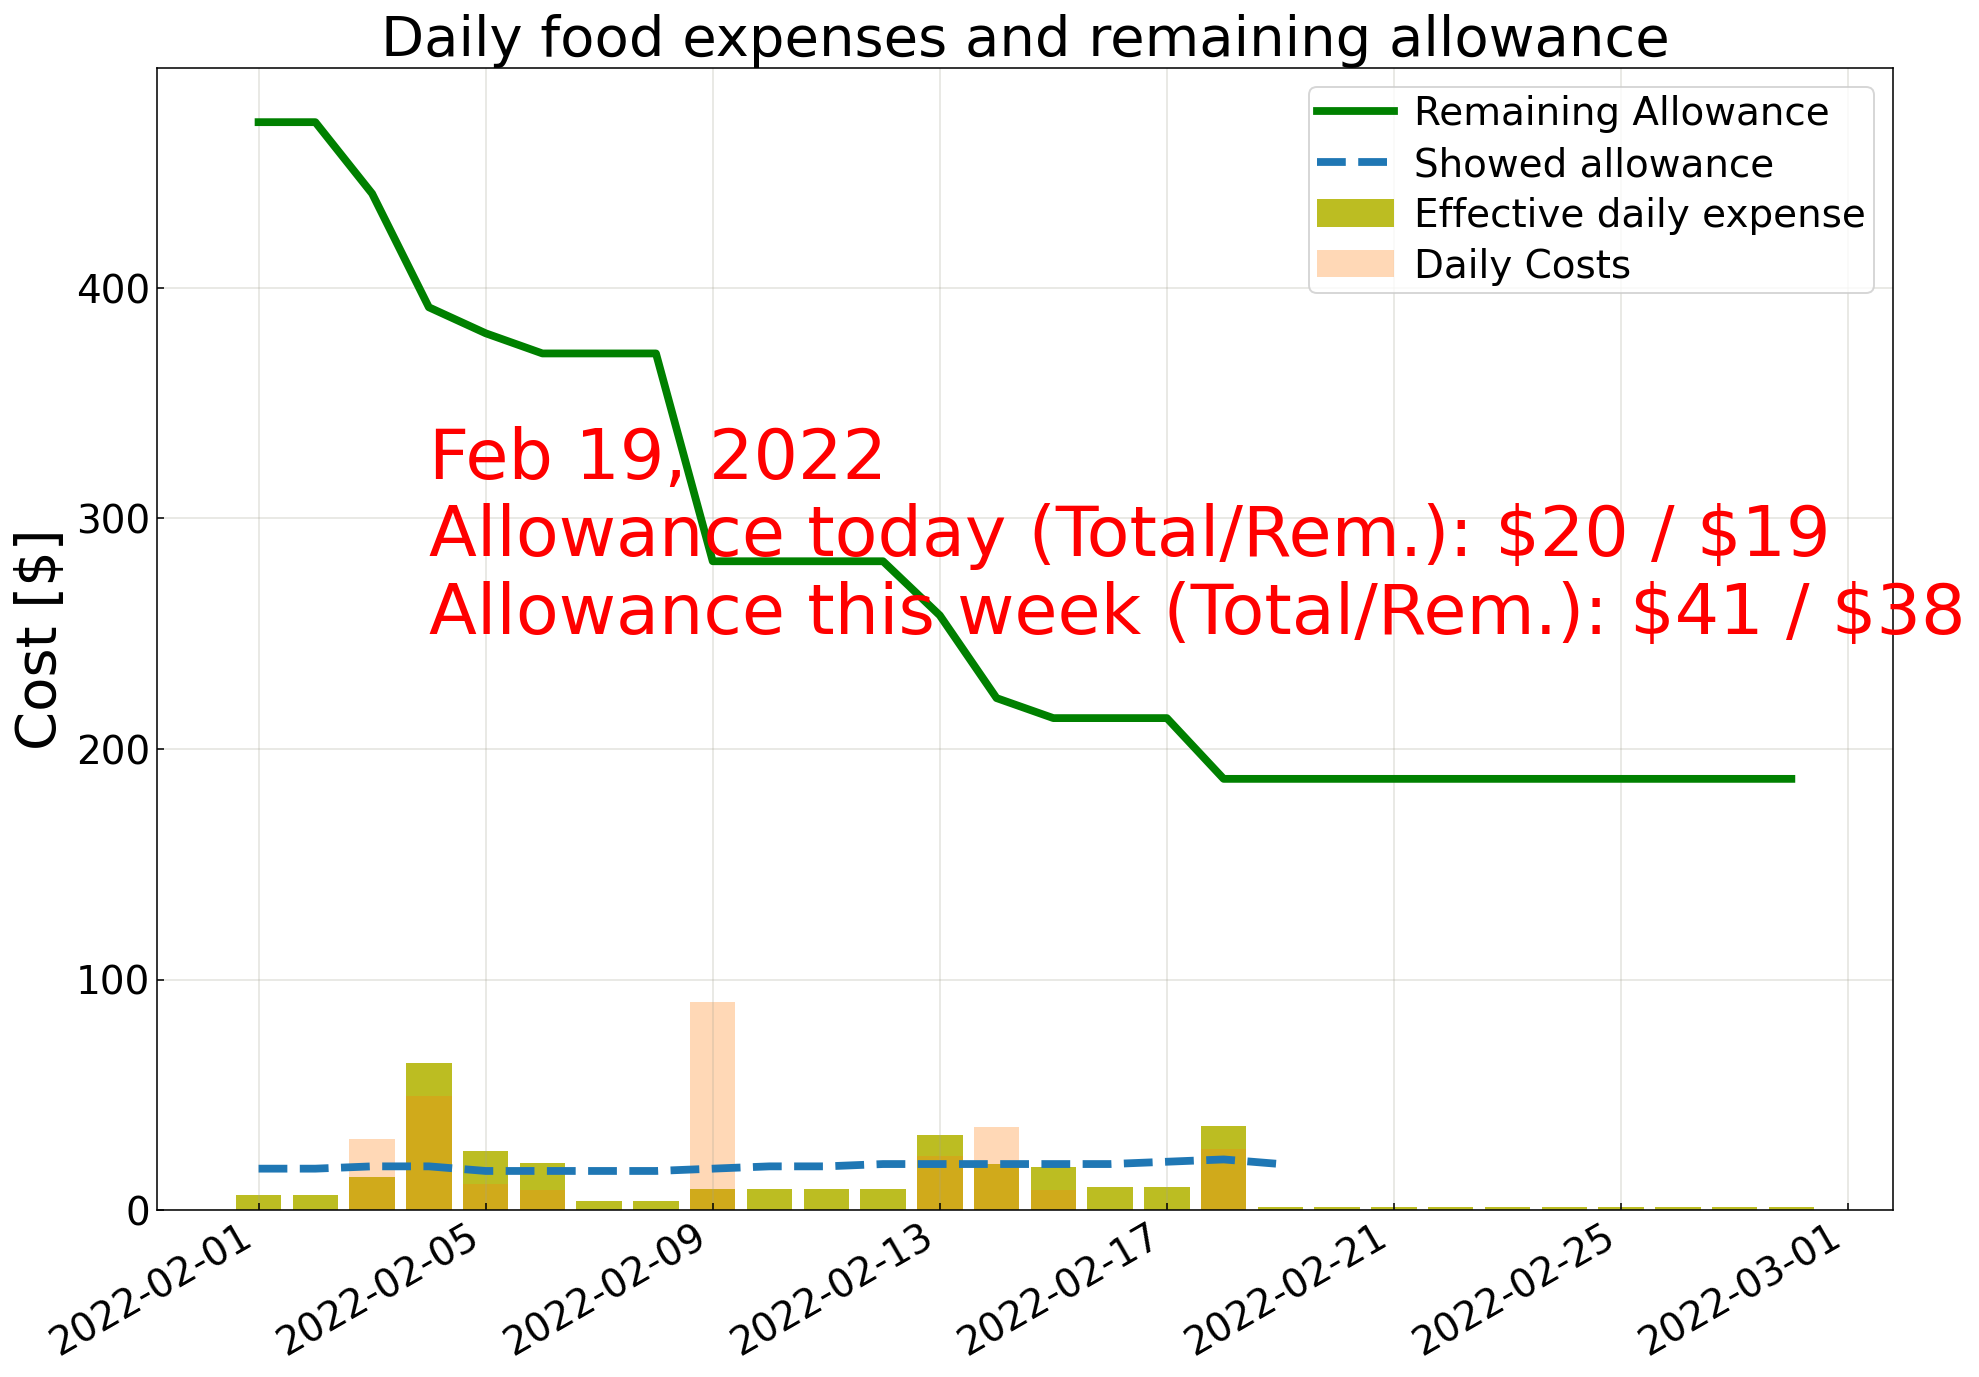 Daily food expenses and remaining allowance
Remaining Allowance
Showed allowance
Effective daily expense
Daily Costs
Feb 19, 2022
Allowance today (Total/Rem.): $20 / $19
Allowance this week (Total/Rem.): $41 / $38
Cost [$]
400
300
200
100
0
2022-02-01
2022-02-05
2022-02-09
2022-02-13
2022-02-17
2022-02-21
2022-02-25
2022-03-01